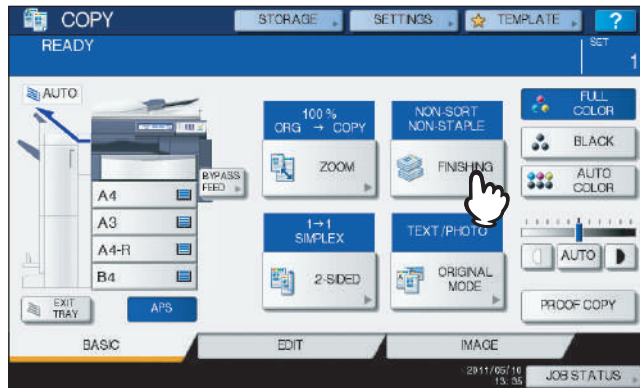 COPY
STORAGE
SETTINGS
TEMPLATE
?
READY
SET
1
AUTO
100 %
ORG → COPY
NON-SORT
NON-STAPLE
FULL
COLOR
ZOOM
FINISHING
BLACK
BYPASS
FEED
AUTO
COLOR
A4
A3
A4-R
B4
1→1
SIMPLEX
TEXT/PHOTO
2-SIDED
ORIGINAL
MODE
AUTO
EXIT
TRAY
APS
PROOF COPY
BASIC
EDIT
IMAGE
2011/05/10
13:35
JOB STATUS